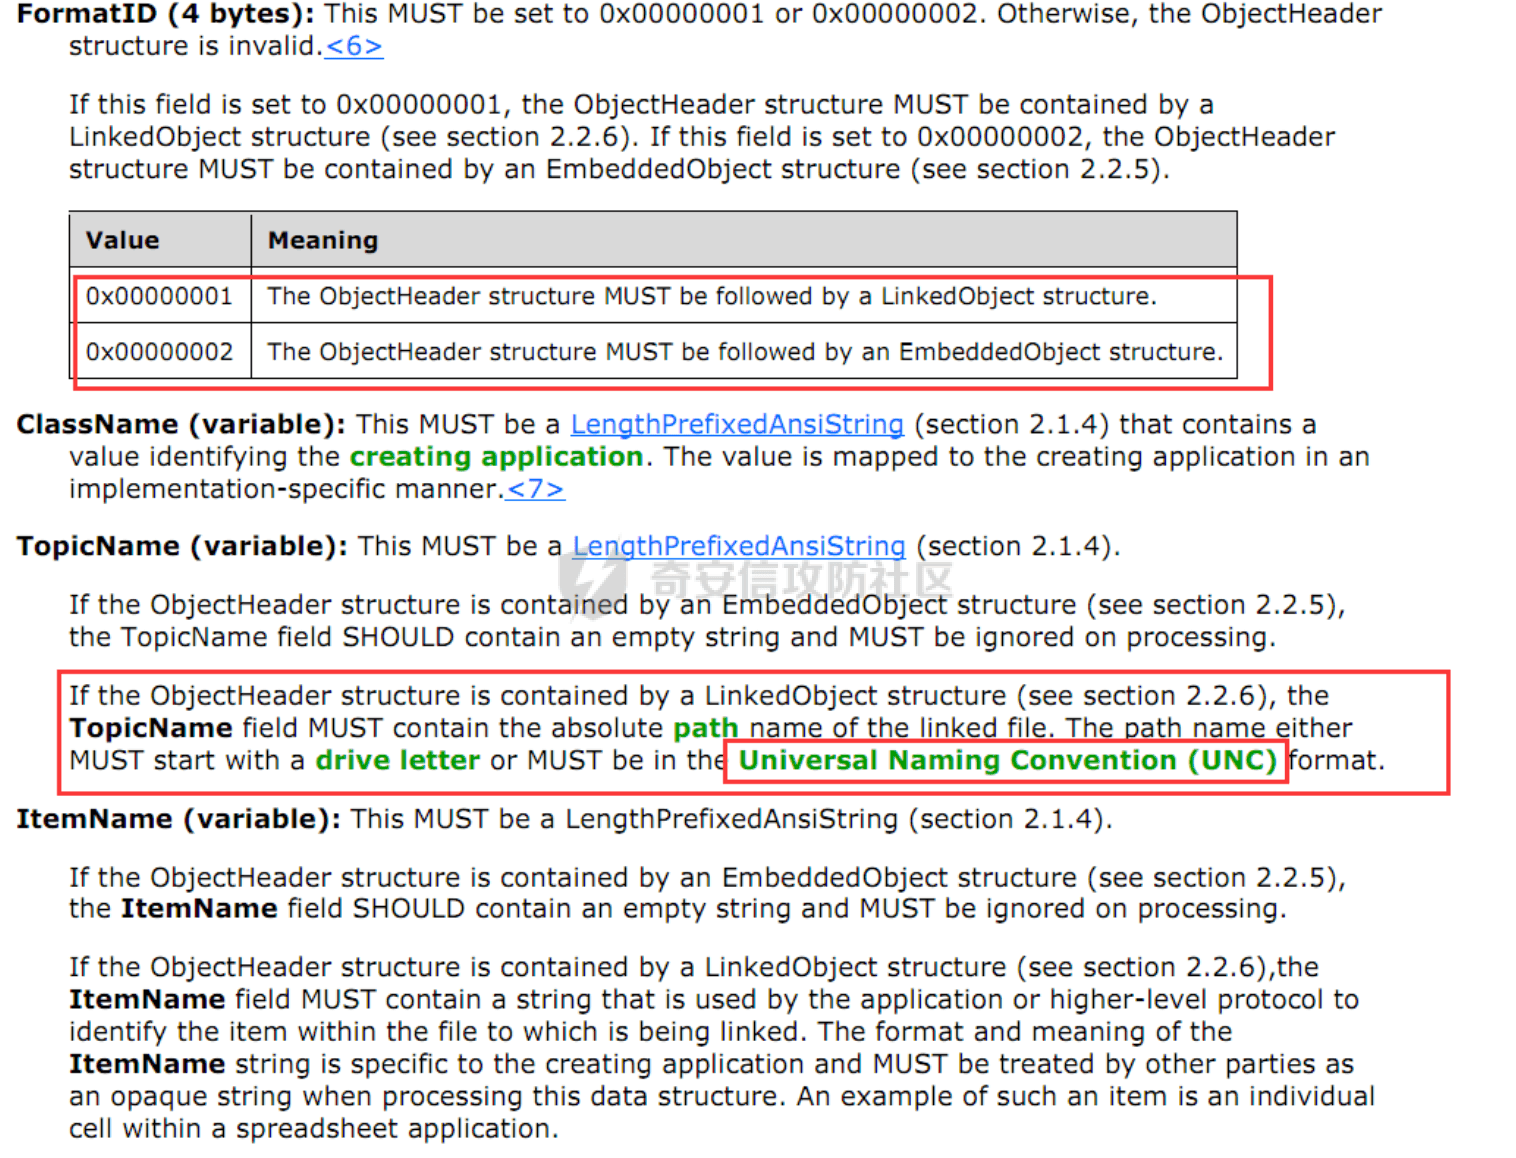 FormatID (4 bytes): This MUST be set to 0x00000001 or 0x00000002. Otherwise, the ObjectHeader
structure is invalid.<6>
If this field is set to 0x00000001, the ObjectHeader structure MUST be contained by a
LinkedObject structure (see section 2.2.6). If this field is set to 0x00000002, the ObjectHeader
structure MUST be contained by an EmbeddedObject structure (see section 2.2.5).
Value Meaning
0x00000001 The ObjectHeader structure MUST be followed by a LinkedObject structure.
0x00000002 The ObjectHeader structure MUST be followed by an EmbeddedObject structure.
ClassName (variable): This MUST be a LengthPrefixedAnsiString (section 2.1.4) that contains a
value identifying the creating application. The value is mapped to the creating application in an
implementation-specific manner.<7>
TopicName (variable): This MUST be a LengthPrefixedAnsiString (section 2.1.4).
奇安信攻防社区
If the ObjectHeader structure is contained by an EmbeddedObject structure (see section 2.2.5),
the TopicName field SHOULD contain an empty string and MUST be ignored on processing.
If the ObjectHeader structure is contained by a LinkedObject structure (see section 2.2.6), the
TopicName field MUST contain the absolute path name of the linked file. The path name either
MUST start with a drive letter or MUST be in the Universal Naming Convention (UNC) format.
ItemName (variable): This MUST be a LengthPrefixedAnsiString (section 2.1.4).
If the ObjectHeader structure is contained by an EmbeddedObject structure (see section 2.2.5),
the ItemName field SHOULD contain an empty string and MUST be ignored on processing.
If the ObjectHeader structure is contained by a LinkedObject structure (see section 2.2.6),the
ItemName field MUST contain a string that is used by the application or higher-level protocol to
identify the item within the file to which is being linked. The format and meaning of the
ItemName string is specific to the creating application and MUST be treated by other parties as
an opaque string when processing this data structure. An example of such an item is an individual
cell within a spreadsheet application.